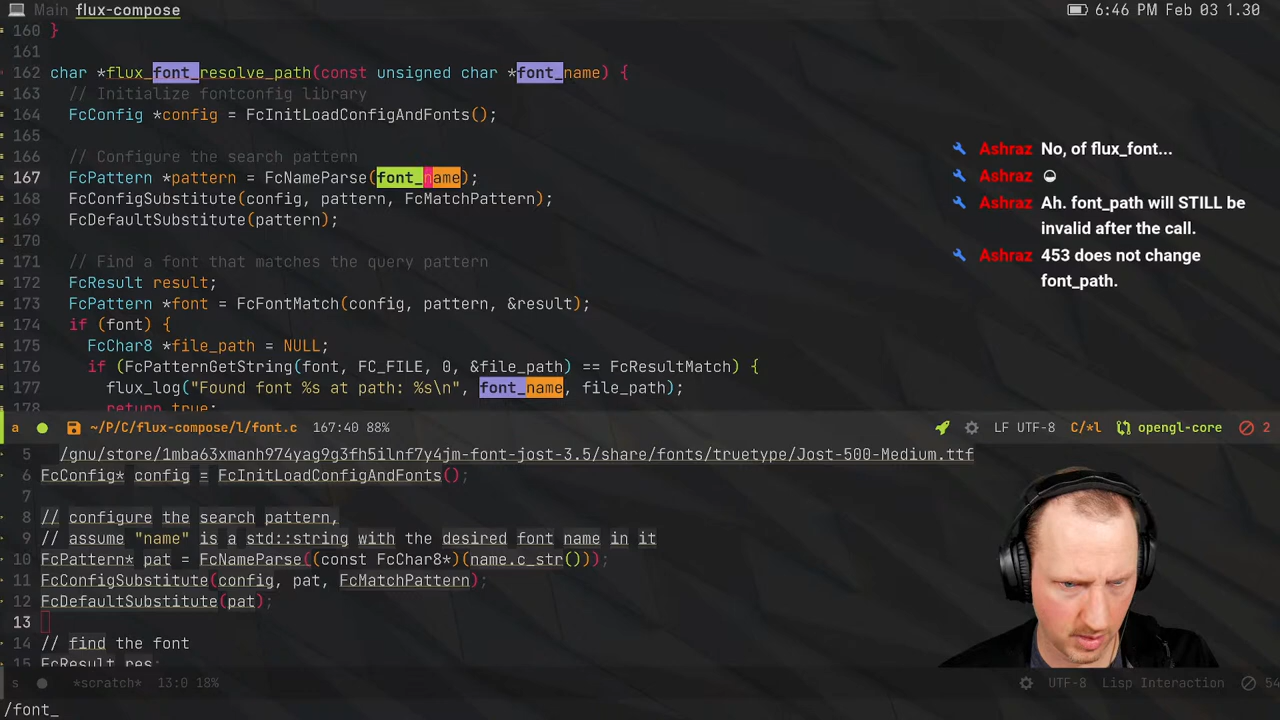 Main flux-compose
6:46 PM Feb 03 1.30
160 }
161
162 char *flux_font_resolve_path(const unsigned char *font_name) {
163 // Initialize fontconfig library
164 FcConfig *config = FcInitLoadConfigAndFonts();
165
166 // Configure the search pattern
167 FcPattern *pattern = FcNameParse(font_name);
168 FcConfigSubstitute(config, pattern, FcMatchPattern);
169 FcDefaultSubstitute(pattern);
170
171 // Find a font that matches the query pattern
172 FcResult result;
173 FcPattern *font = FcFontMatch(config, pattern, &result);
174 if (font) {
175 FcChar8 *file_path = NULL;
176 if (FcPatternGetString(font, FC_FILE, 0, &file_path) == FcResultMatch) {
177 flux_log("Found font %s at path: %s\n", font_name, file_path);
178 return true;
Ashraz No, of flux_font...
Ashraz
Ashraz Ah. font_path will STILL be
invalid after the call.
Ashraz 453 does not change
font_path.
a ~/P/C/flux-compose/l/font.c 167:40 88% LF UTF-8 C/*l opengl-core 2
5 /gnu/store/1mba63xmanh974yag9g3fh5ilnf7y4jm-font-jost-3.5/share/fonts/truetype/Jost-500-Medium.ttf
6 FcConfig* config = FcInitLoadConfigAndFonts();
7
8 // configure the search pattern,
9 // assume "name" is a std::string with the desired font name in it
10 FcPattern* pat = FcNameParse((const FcChar8*)(name.c_str()));
11 FcConfigSubstitute(config, pat, FcMatchPattern);
12 FcDefaultSubstitute(pat);
13
14 // find the font
15 FcResult res;
s *scratch* 13:0 18% UTF-8 Lisp Interaction 54
/font_